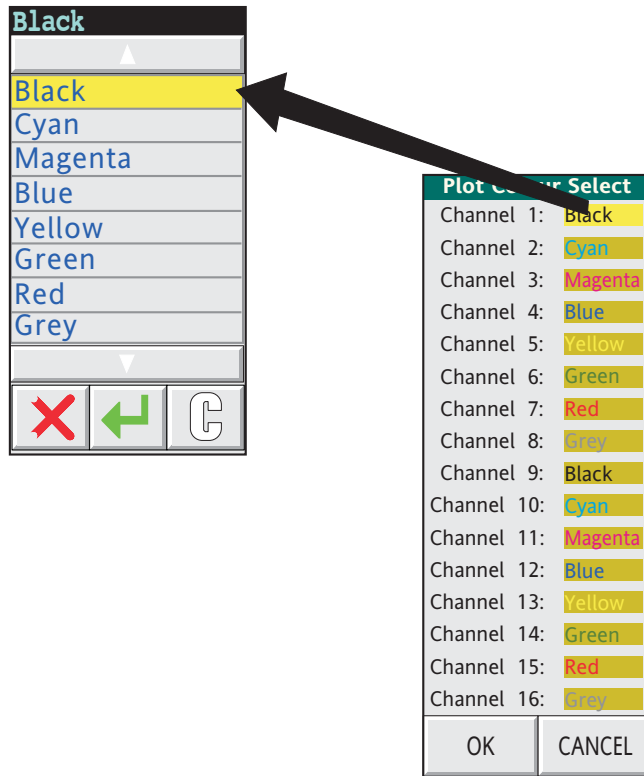 Black
Black
Cyan
Magenta
Blue
Yellow
Green
Red
Grey
C
Plot Co ur Select
Channel 1: Black
Channel 2: Cyan
Channel 3: Magenta
Channel 4: Blue
Channel 5: Yellow
Channel 6: Green
Channel 7: Red
Channel 8: Grey
Channel 9: Black
Channel 10: Cyan
Channel 11: Magenta
Channel 12: Blue
Channel 13: Yellow
Channel 14: Green
Channel 15: Red
Channel 16: Grey
OK CANCEL